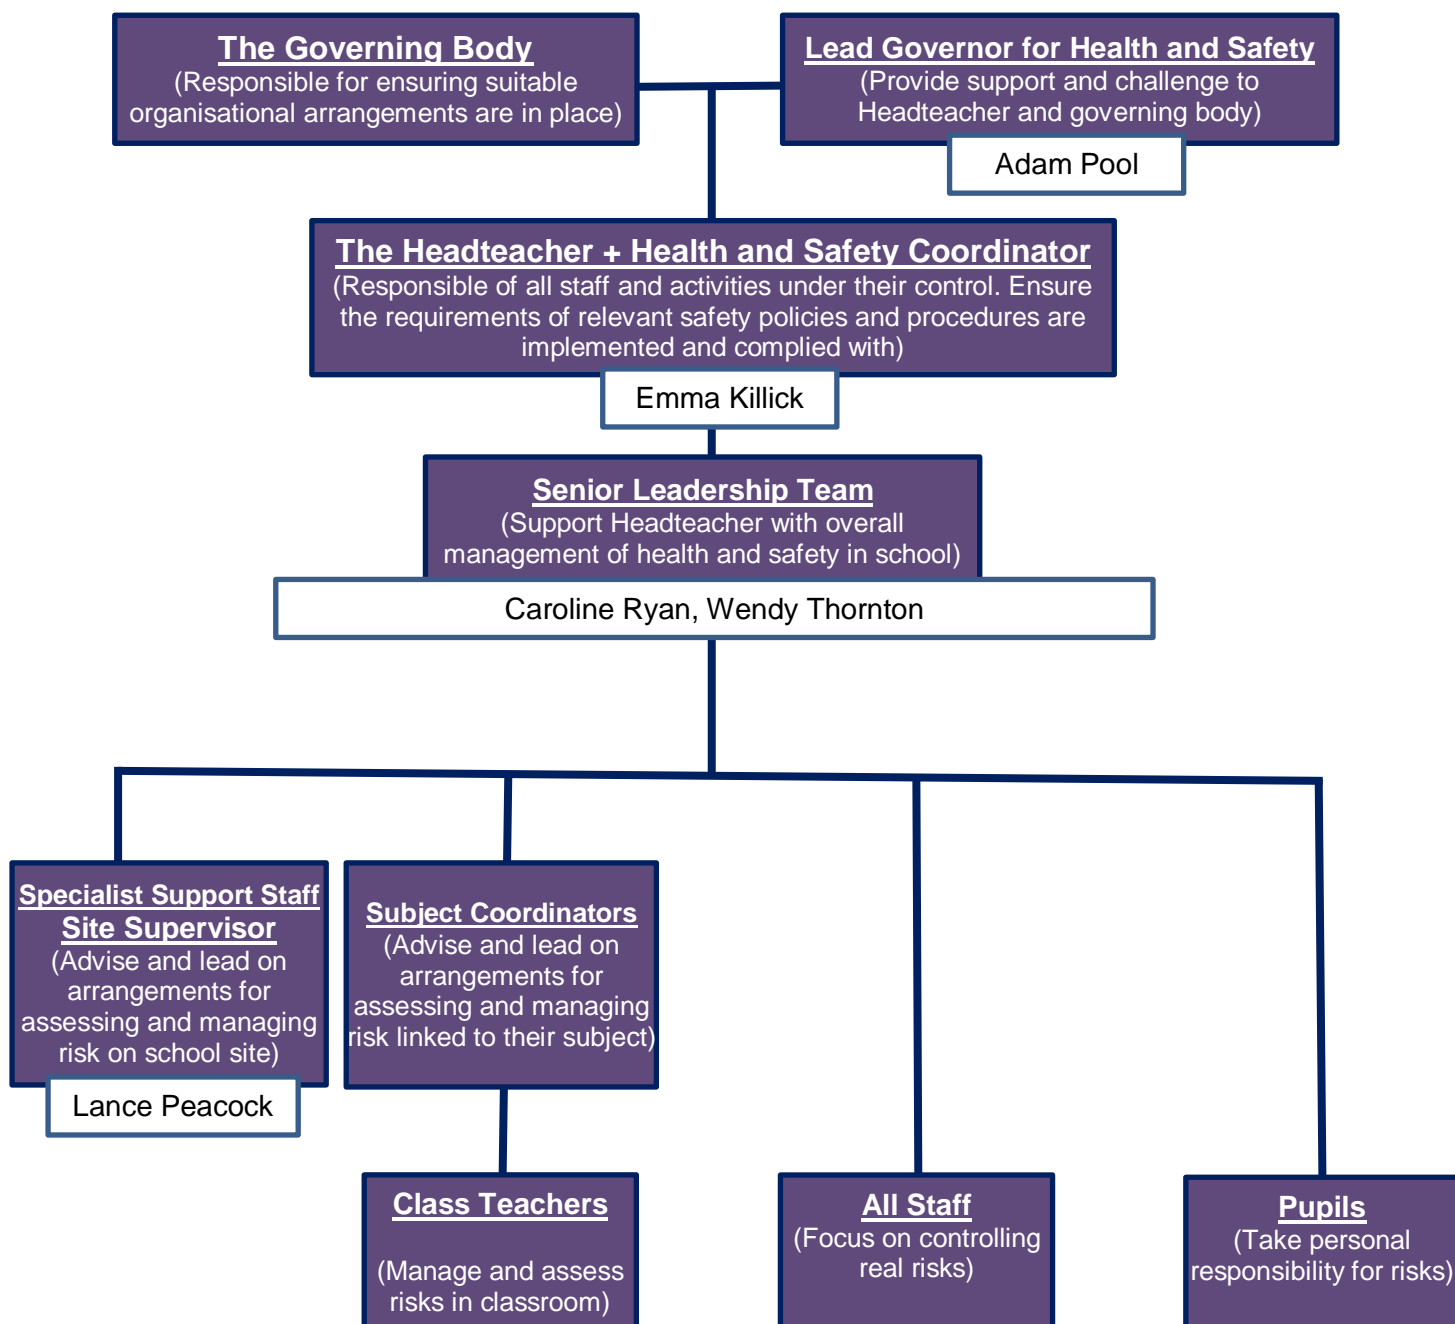 The Governing Body
(Responsible for ensuring suitable
organisational arrangements are in place)
Lead Governor for Health and Safety
(Provide support and challenge to
Headteacher and governing body)
Adam Pool
The Headteacher + Health and Safety Coordinator
(Responsible of all staff and activities under their control. Ensure
the requirements of relevant safety policies and procedures are
implemented and complied with)
Emma Killick
Senior Leadership Team
(Support Headteacher with overall
management of health and safety in school)
Caroline Ryan, Wendy Thornton
Specialist Support Staff
Site Supervisor
(Advise and lead on
arrangements for
assessing and managing
risk on school site)
Lance Peacock
Subject Coordinators
(Advise and lead on
arrangements for
assessing and managing
risk linked to their subject)
Class Teachers
(Manage and assess
risks in classroom)
All Staff
(Focus on controlling
real risks)
Pupils
(Take personal
responsibility for risks)